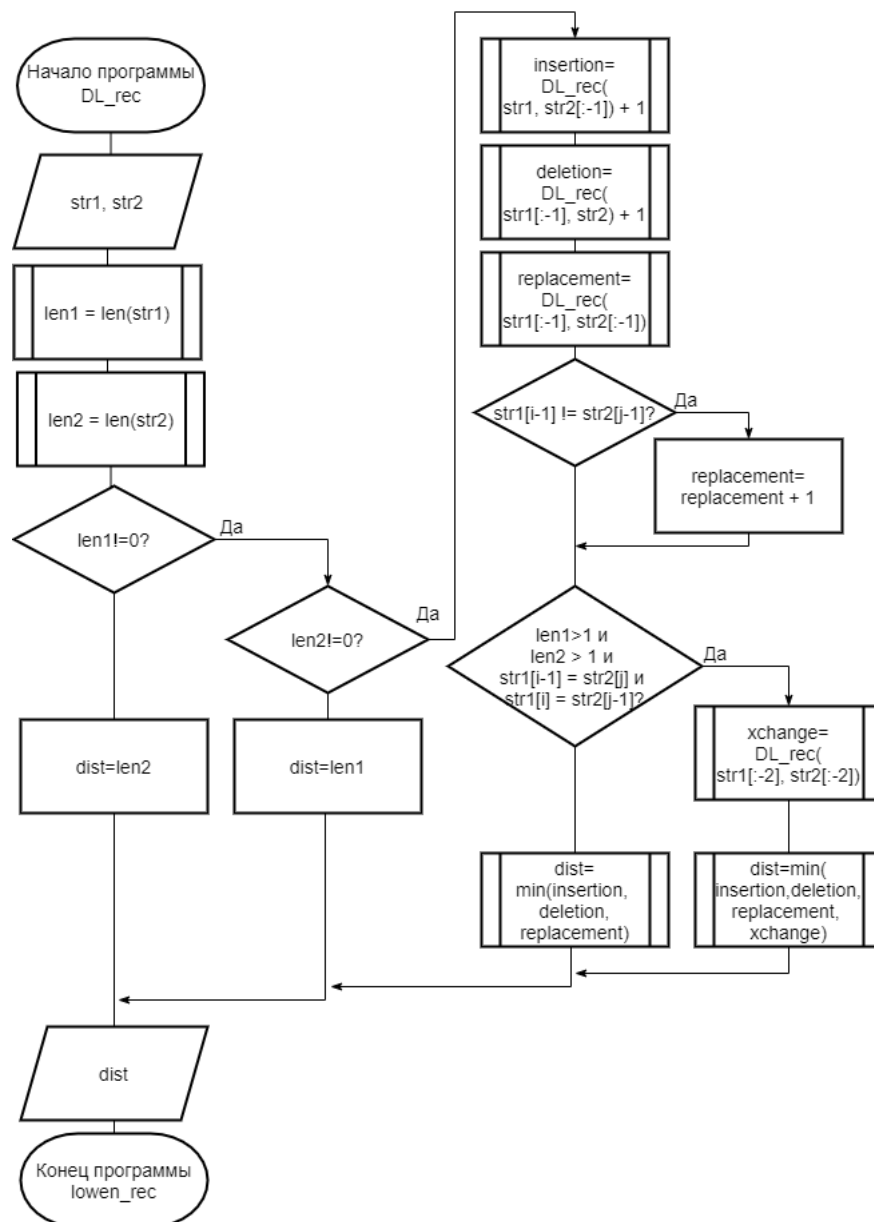 Начало программы
DL_rec
str1, str2
len1 = len(str1)
len2 = len(str2)
len1!=0?
Да
len2!=0?
Да
dist=len2
dist=len1
insertion=
DL_rec(
str1, str2[:-1]) + 1
deletion=
DL_rec(
str1[:-1], str2) + 1
replacement=
DL_rec(
str1[:-1], str2[:-1])
str1[i-1] != str2[j-1]?
Да
replacement=
replacement + 1
len1>1 и
len2 > 1 и
str1[i-1] = str2[j] и
str1[i] = str2[j-1]?
Да
xchange=
DL_rec(
str1[:-2], str2[:-2])
dist=
min(insertion,
deletion,
replacement)
dist=min(
insertion,deletion,
replacement,
xchange)
dist
Конец программы
lowen_rec